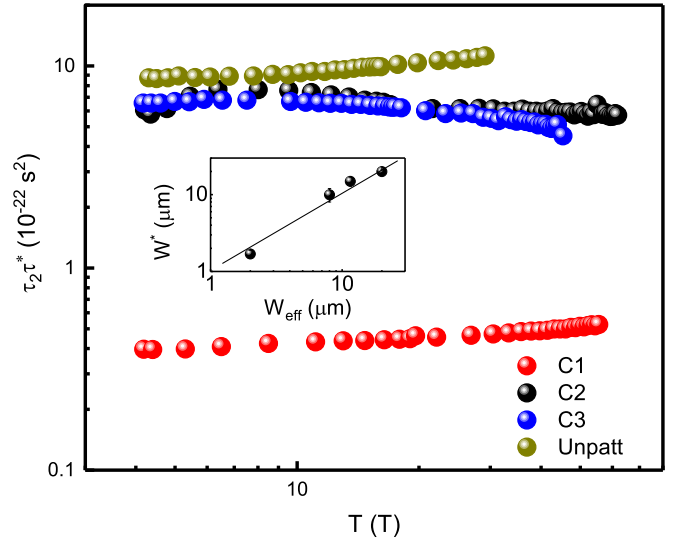 τ₂τ* (10⁻²² s²)
10
1
0.1
10
T (T)
W* (μm)
10
1
1
10
W_eff (μm)
C1
C2
C3
Unpatt